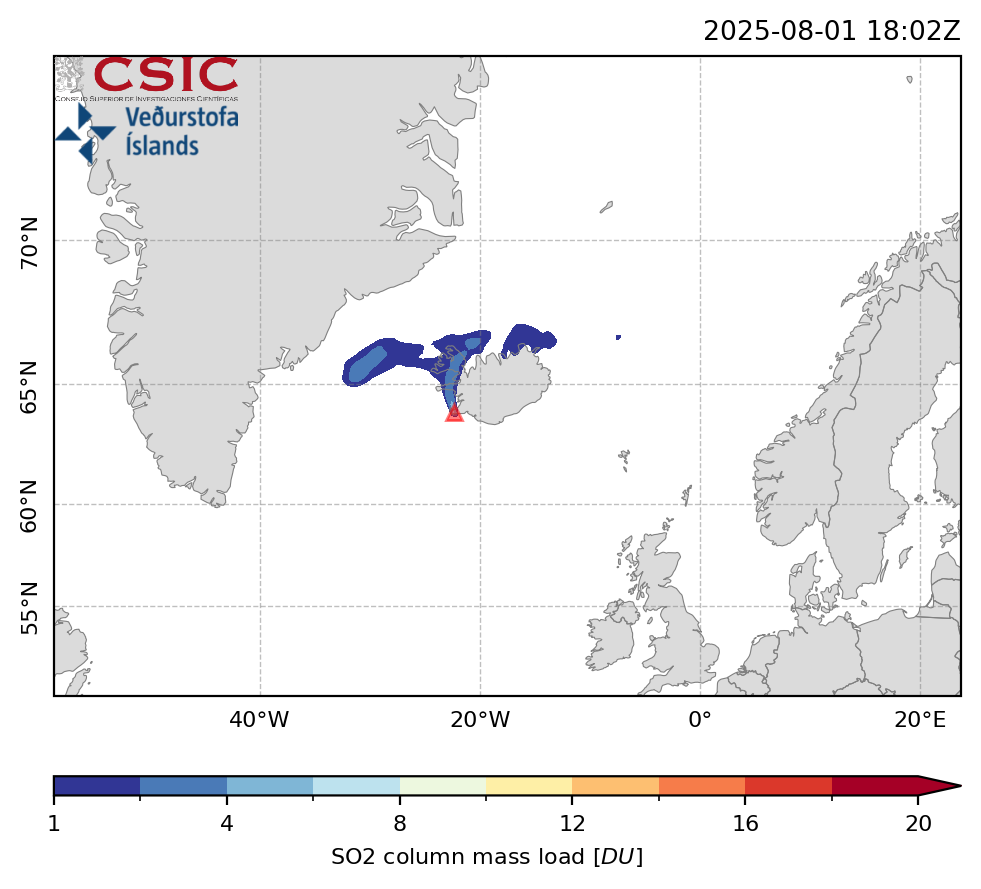 2025-08-01 18:02Z
CSIC
CONSEJO SUPERIOR DE INVESTIGACIONES CIENTÍFICAS
Veðurstofa
Íslands
70°N
65°N
60°N
55°N
40°W 20°W 0° 20°E
1 4 8 12 16 20
SO2 column mass load [DU]